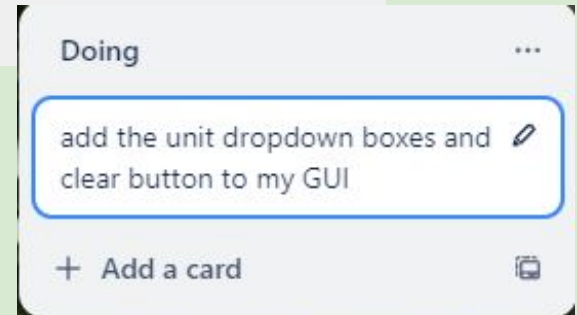 Doing
add the unit dropdown boxes and
clear button to my GUI
+ Add a card